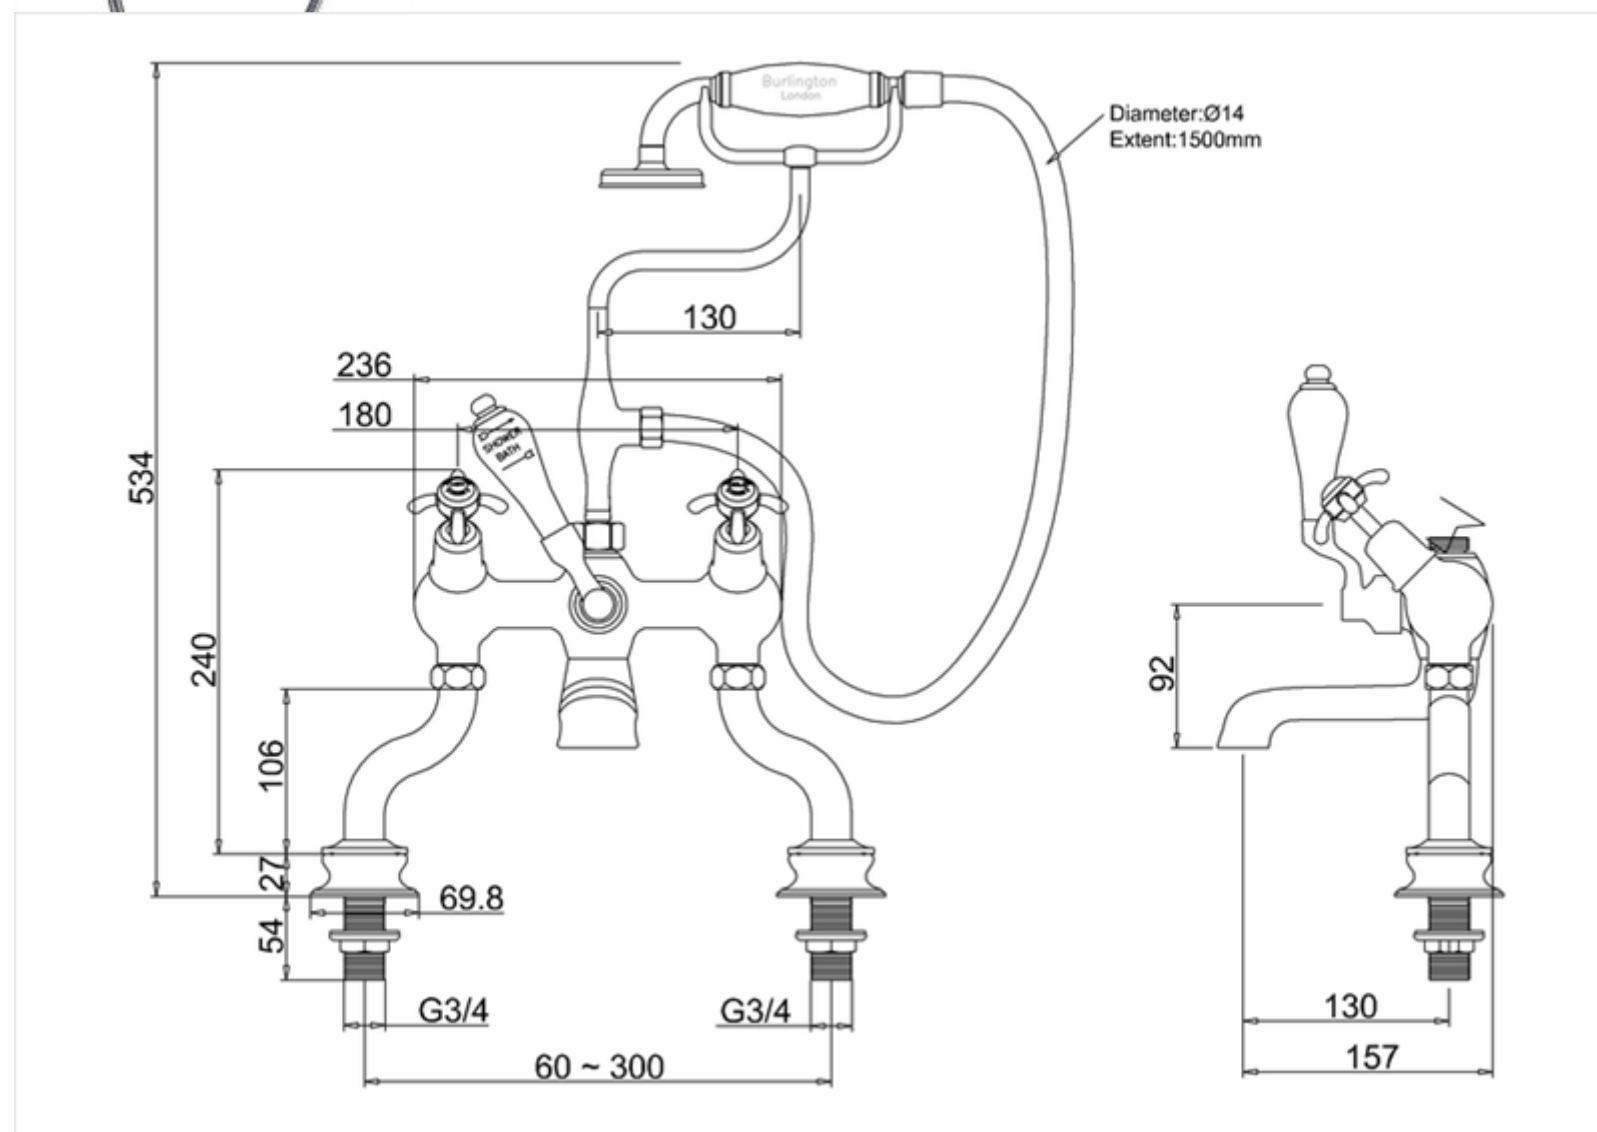 Burlington
London
Diameter:Ø14
Extent:1500mm
130
236
180
SHOWER
BATH
534
240
106
27
54
69.8
G3/4
G3/4
60 ~ 300
92
130
157